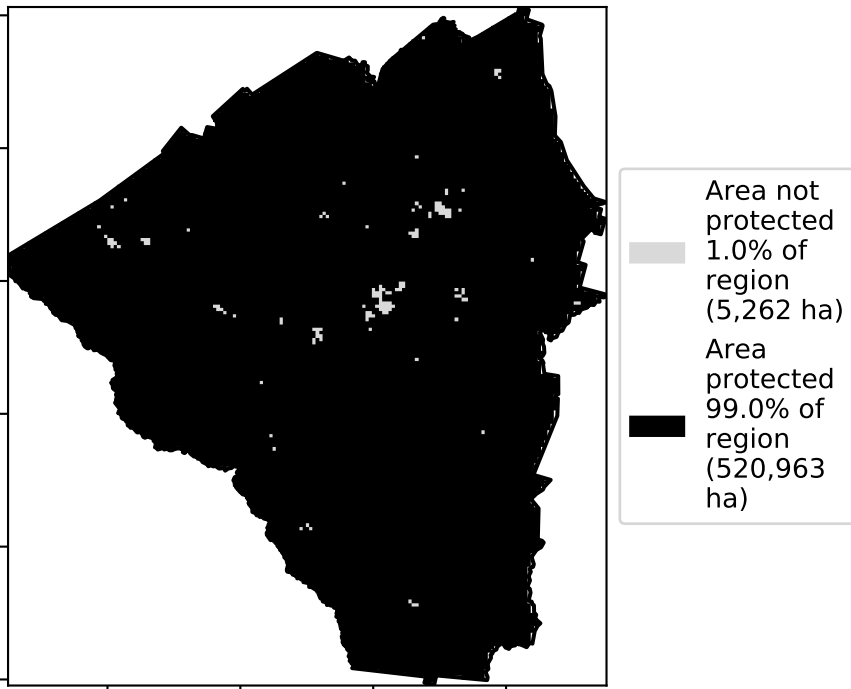 Area not
protected
1.0% of
region
(5,262 ha)
Area
protected
99.0% of
region
(520,963
ha)